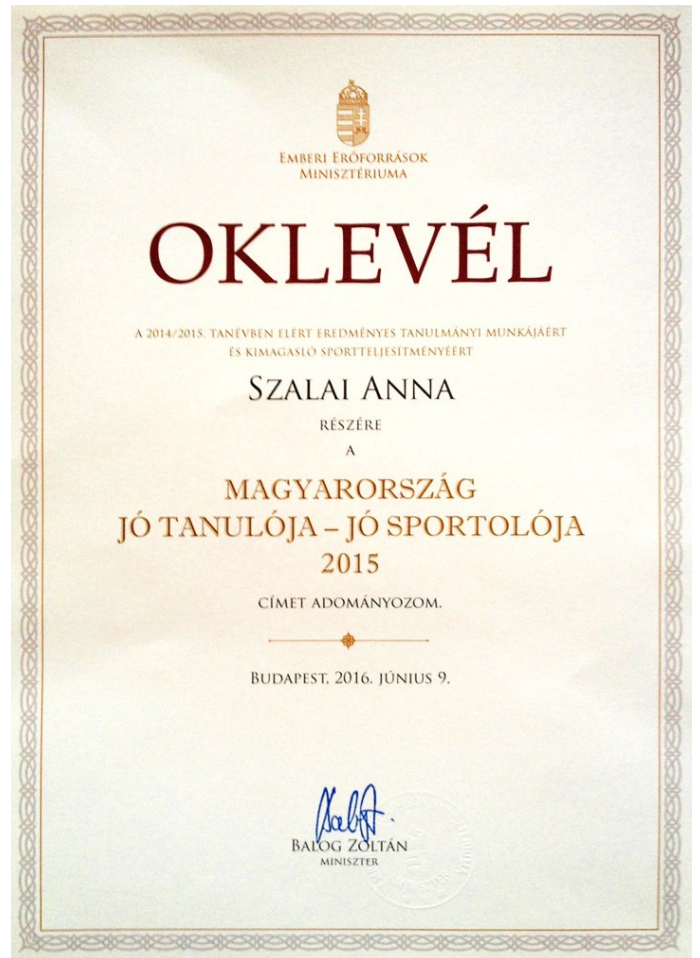 EMBERI ERŐFORRÁSOK
MINISZTÉRIUMA
OKLEVÉL
A 2014/2015. TANÉVBEN ELÉRT EREDMÉNYES TANULMÁNYI MUNKÁJÁÉRT
ÉS KIMAGASLÓ SPORTTELJESÍTMÉNYÉÉRT
SZALAI ANNA
RÉSZÉRE
A
MAGYARORSZÁG
JÓ TANULÓJA – JÓ SPORTOLÓJA
2015
CÍMET ADOMÁNYOZOM.
BUDAPEST, 2016. JÚNIUS 9.
BALOG ZOLTÁN
MINISZTER